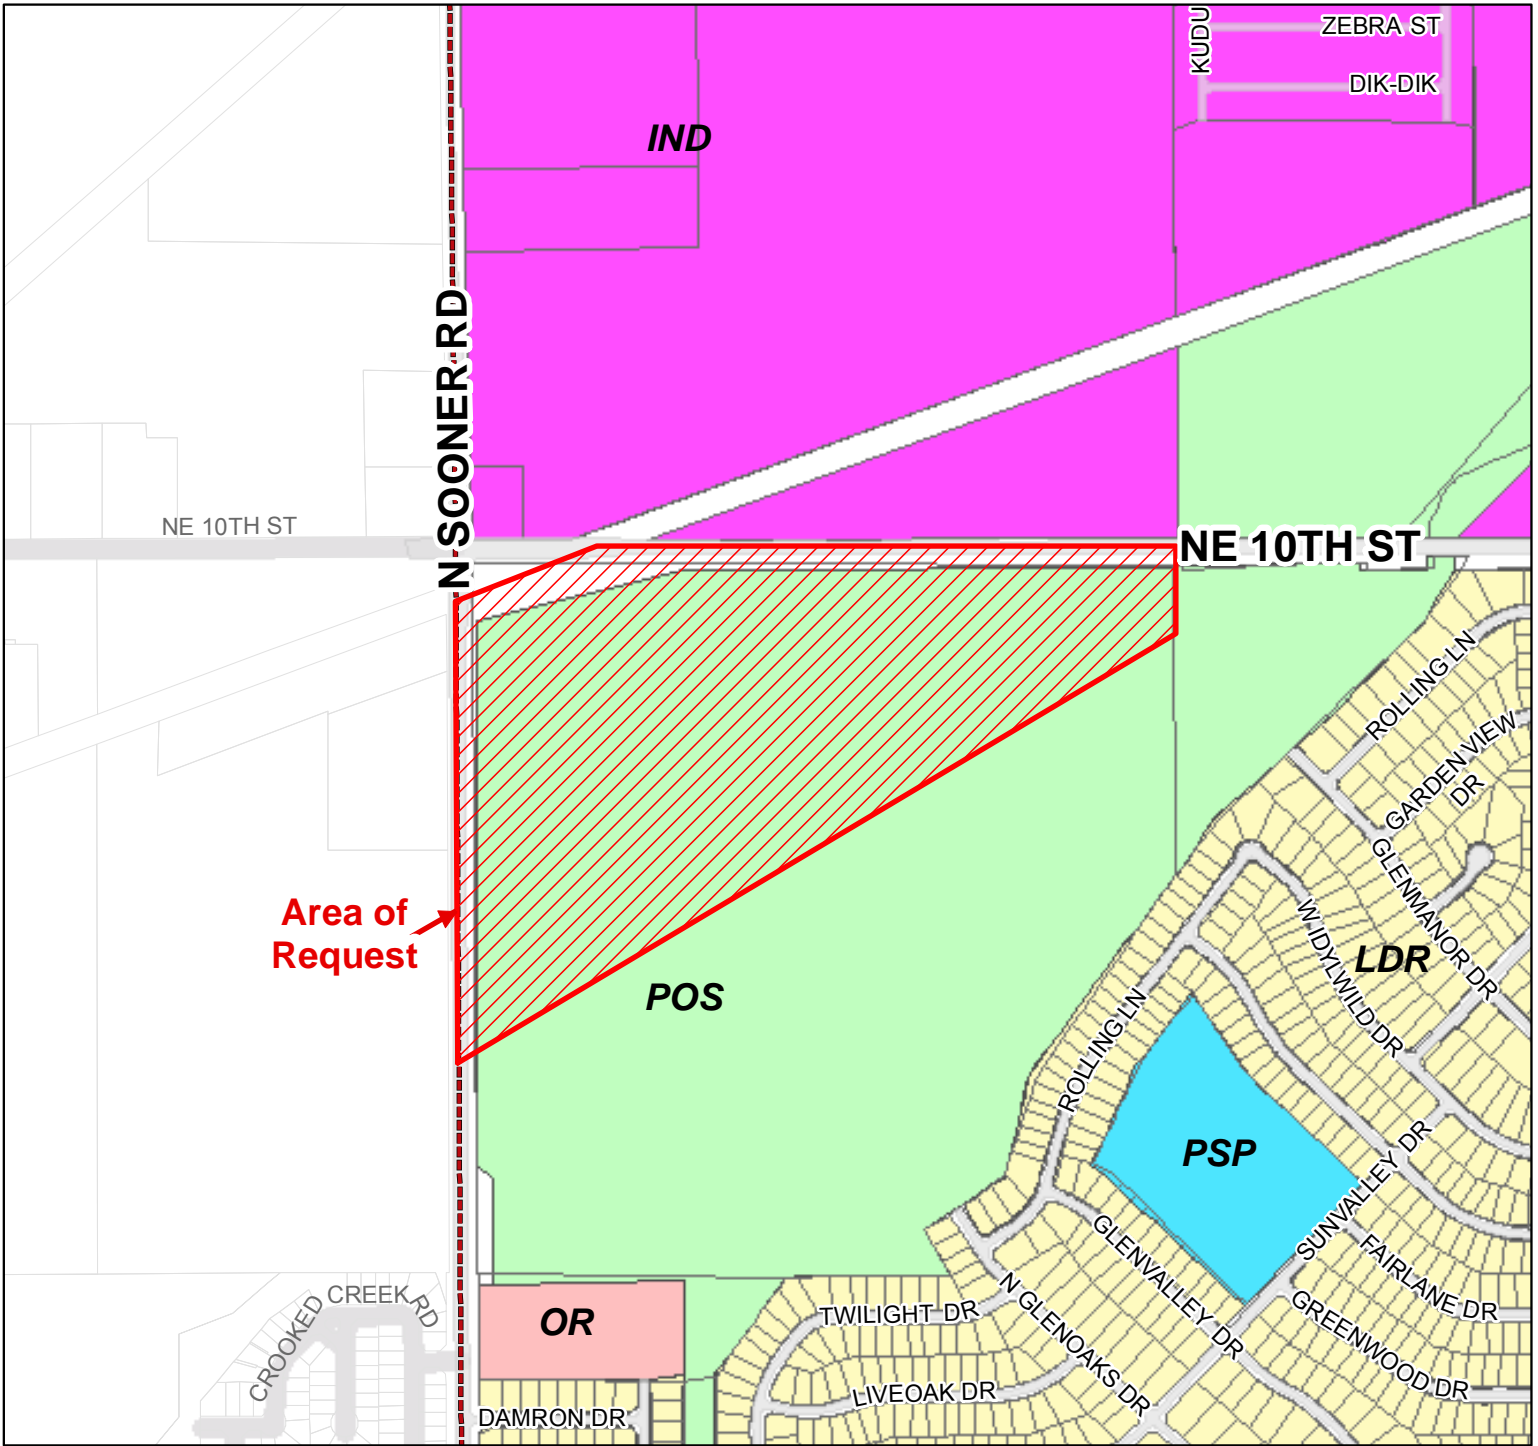 KUDU
ZEBRA ST
DIK-DIK
IND
N SOONER RD
NE 10TH ST
NE 10TH ST
ROLLING LN
GARDEN VIEW
DR
GLENMANOR DR
WIDYLWILD DR
LDR
Area of
Request
POS
ROLLING LN
PSP
SUNVALLEY DR
FAIRLANE DR
GLENVALLEY DR
GREENWOOD DR
N GLENOAKS DR
TWILIGHT DR
LIVEOAK DR
OR
CROOKED CREEK RD
DAMRON DR